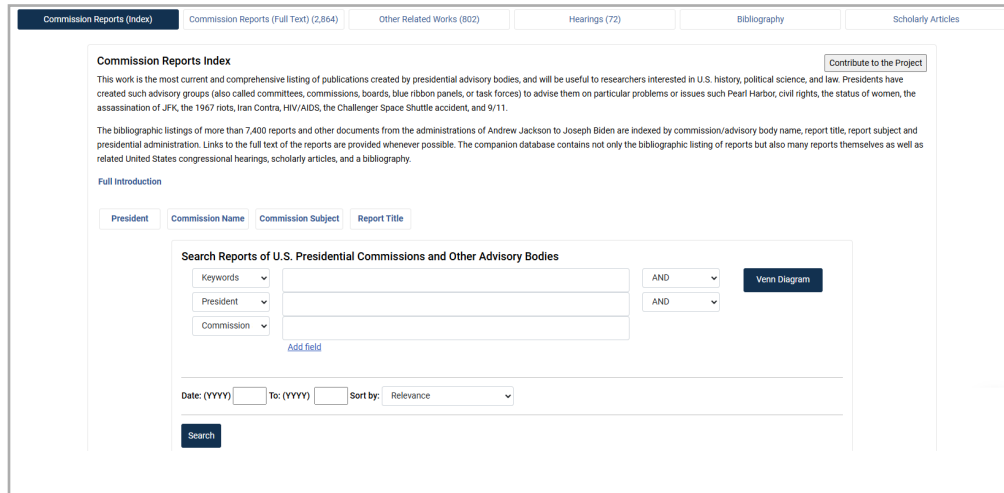 Commission Reports (Index) Commission Reports (Full Text) (2,864) Other Related Works (802) Hearings (72) Bibliography Scholarly Articles
Commission Reports Index
Contribute to the Project
This work is the most current and comprehensive listing of publications created by presidential advisory bodies, and will be useful to researchers interested in U.S. history, political science, and law. Presidents have
created such advisory groups (also called committees, commissions, boards, blue ribbon panels, or task forces) to advise them on particular problems or issues such Pearl Harbor, civil rights, the status of women, the
assassination of JFK, the 1967 riots, Iran Contra, HIV/AIDS, the Challenger Space Shuttle accident, and 9/11.
The bibliographic listings of more than 7,400 reports and other documents from the administrations of Andrew Jackson to Joseph Biden are indexed by commission/advisory body name, report title, report subject and
presidential administration. Links to the full text of the reports are provided whenever possible. The companion database contains not only the bibliographic listing of reports but also many reports themselves as well as
related United States congressional hearings, scholarly articles, and a bibliography.
Full Introduction
President Commission Name Commission Subject Report Title
Search Reports of U.S. Presidential Commissions and Other Advisory Bodies
Keywords AND Venn Diagram
President AND
Commission
Add field
Date: (YYYY) To: (YYYY) Sort by: Relevance
Search